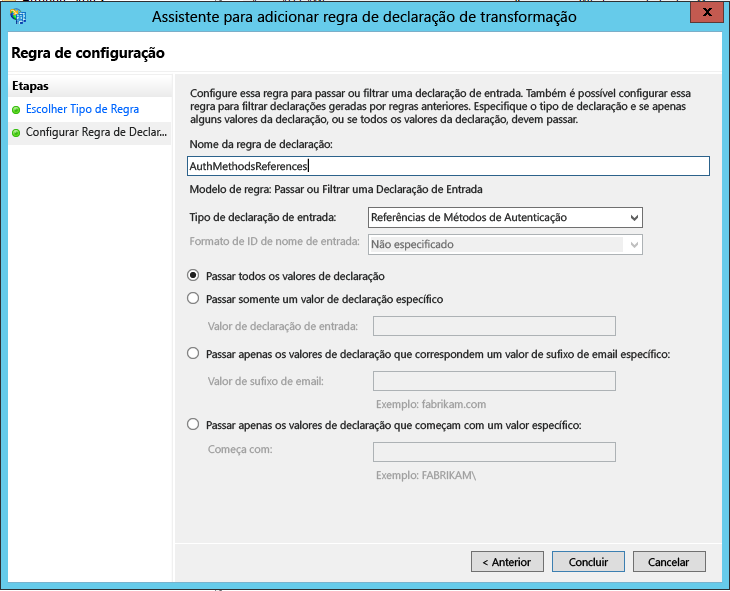 Assistente para adicionar regra de declaração de transformação
x
Regra de configuração
Etapas
Escolher Tipo de Regra
Configurar Regra de Declar...
Configure essa regra para passar ou filtrar uma declaração de entrada. Também é possível configurar essa
regra para filtrar declarações geradas por regras anteriores. Especifique o tipo de declaração e se apenas
alguns valores da declaração, ou se todos os valores da declaração, devem passar.
Nome da regra de declaração:
AuthMethodsReferences
Modelo de regra: Passar ou Filtrar uma Declaração de Entrada
Tipo de declaração de entrada:
Referências de Métodos de Autenticação
Formato de ID de nome de entrada:
Não especificado
Passar todos os valores de declaração
Passar somente um valor de declaração específico
Valor de declaração de entrada:
Passar apenas os valores de declaração que correspondem um valor de sufixo de email específico:
Valor de sufixo de email:
Exemplo: fabrikam.com
Passar apenas os valores de declaração que começam com um valor específico:
Começa com:
Exemplo: FABRIKAM\
< Anterior
Concluir
Cancelar